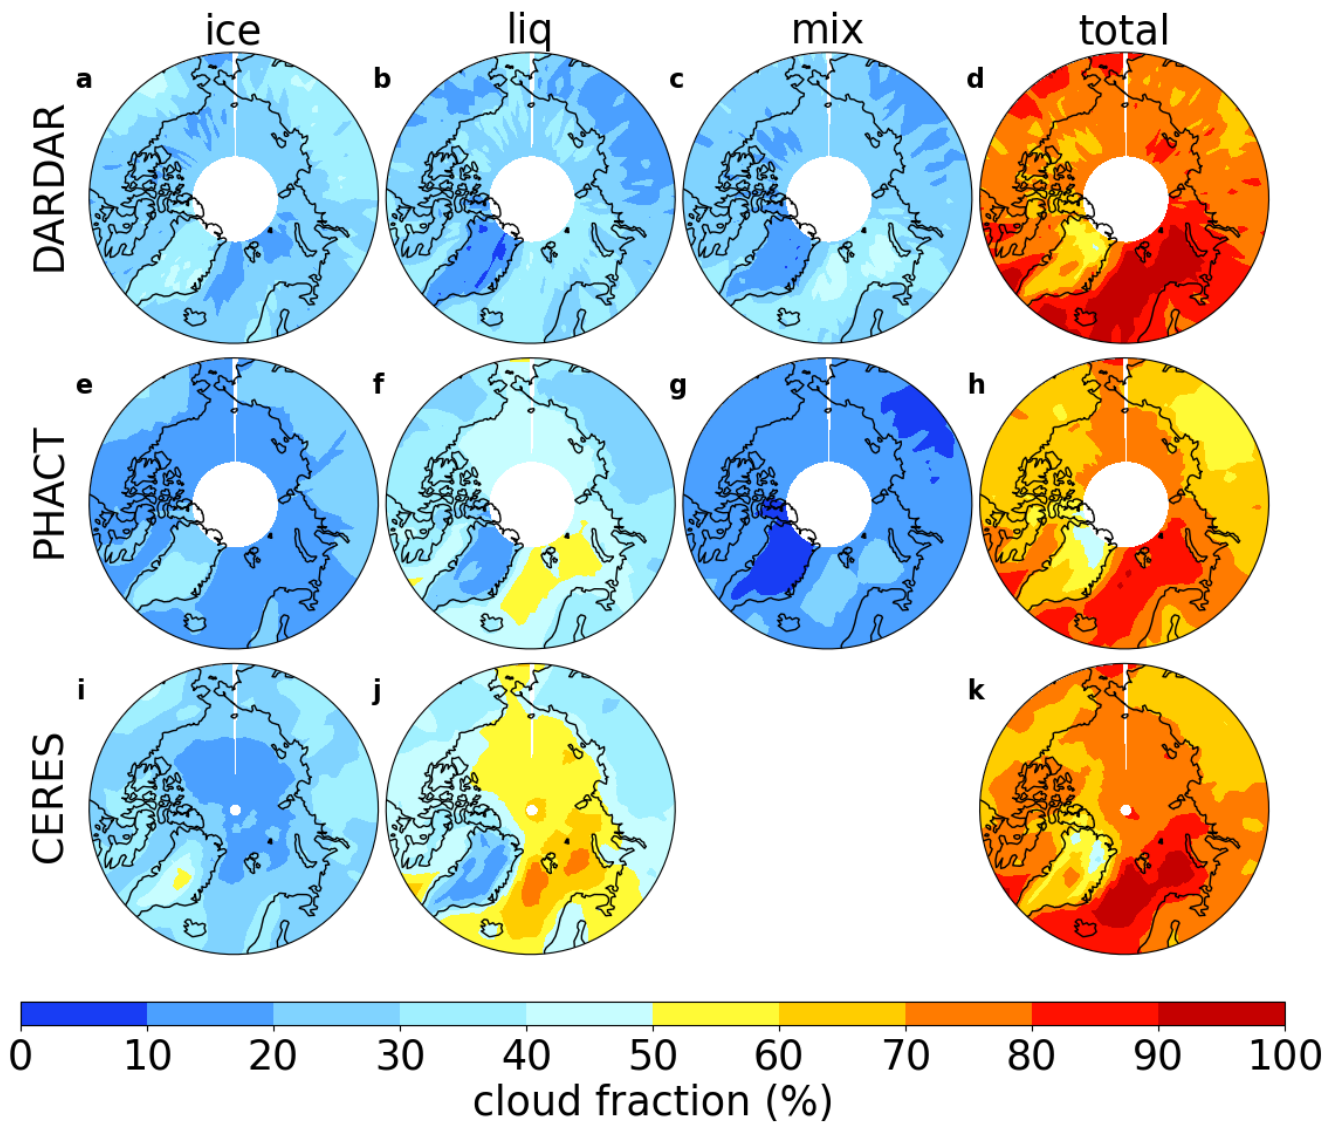 ice liq mix total
DARDAR a b c d
PHACT e f g h
CERES i j k
0 10 20 30 40 50 60 70 80 90 100
cloud fraction (%)